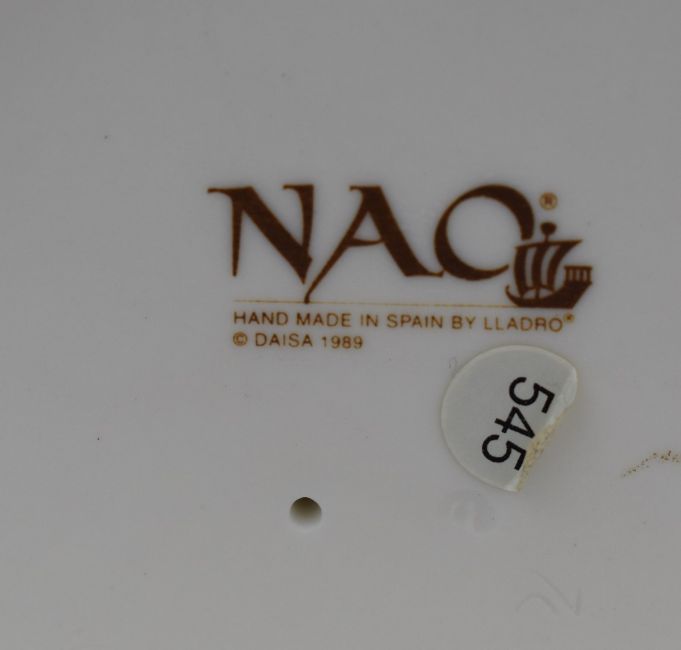 NAO®
HAND MADE IN SPAIN BY LLADRO®
© DAISA 1989
545